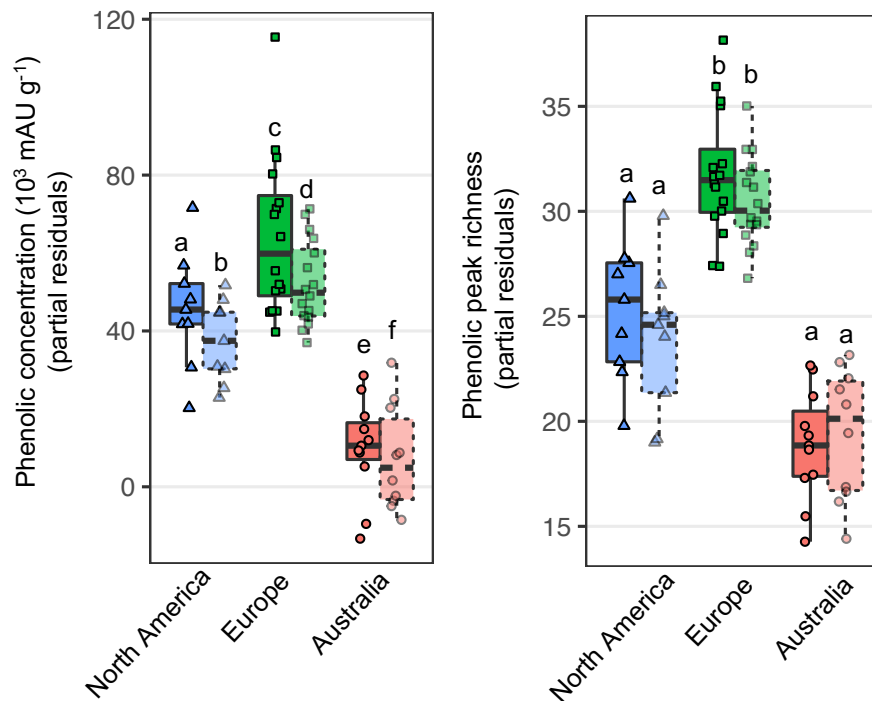 Phenolic concentration (10³ mAU g⁻¹)
(partial residuals)
120
80
40
0
a
b
c
d
e
f
North America
Europe
Australia
Phenolic peak richness
(partial residuals)
35
30
25
20
15
a
a
b
b
a
a
North America
Europe
Australia